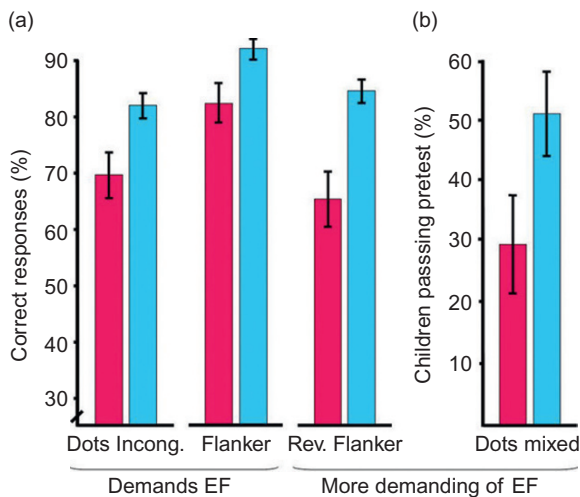 (a)
Correct responses (%)
90
80
70
60
50
40
30
Dots Incong.
Flanker
Rev. Flanker
Demands EF
(b)
Children passsing pretest (%)
60
50
40
30
20
10
Dots mixed
More demanding of EF